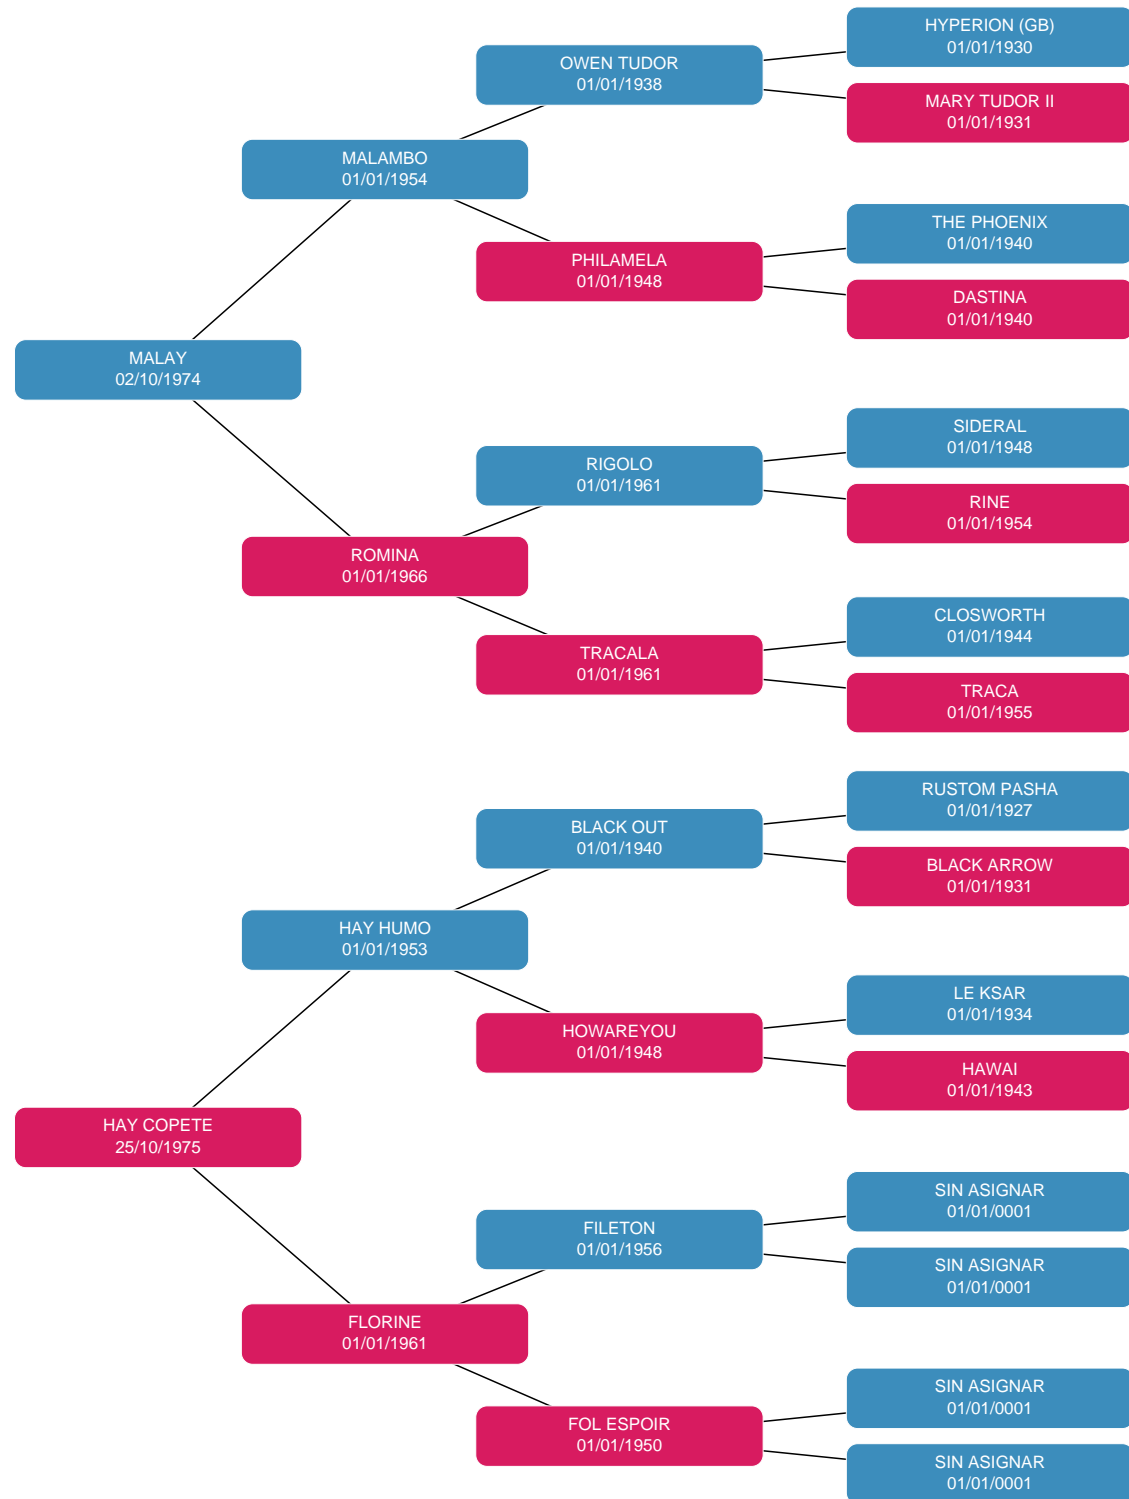 HYPERION (GB)
01/01/1930
OWEN TUDOR
01/01/1938
MARY TUDOR II
01/01/1931
MALAMBO
01/01/1954
THE PHOENIX
01/01/1940
PHILAMELA
01/01/1948
DASTINA
01/01/1940
MALAY
02/10/1974
SIDERAL
01/01/1948
RIGOLO
01/01/1961
RINE
01/01/1954
ROMINA
01/01/1966
CLOSWORTH
01/01/1944
TRACALA
01/01/1961
TRACA
01/01/1955
RUSTOM PASHA
01/01/1927
BLACK OUT
01/01/1940
BLACK ARROW
01/01/1931
HAY HUMO
01/01/1953
LE KSAR
01/01/1934
HOWAREYOU
01/01/1948
HAWAI
01/01/1943
HAY COPETE
25/10/1975
SIN ASIGNAR
01/01/0001
FILETON
01/01/1956
SIN ASIGNAR
01/01/0001
FLORINE
01/01/1961
SIN ASIGNAR
01/01/0001
FOL ESPOIR
01/01/1950
SIN ASIGNAR
01/01/0001